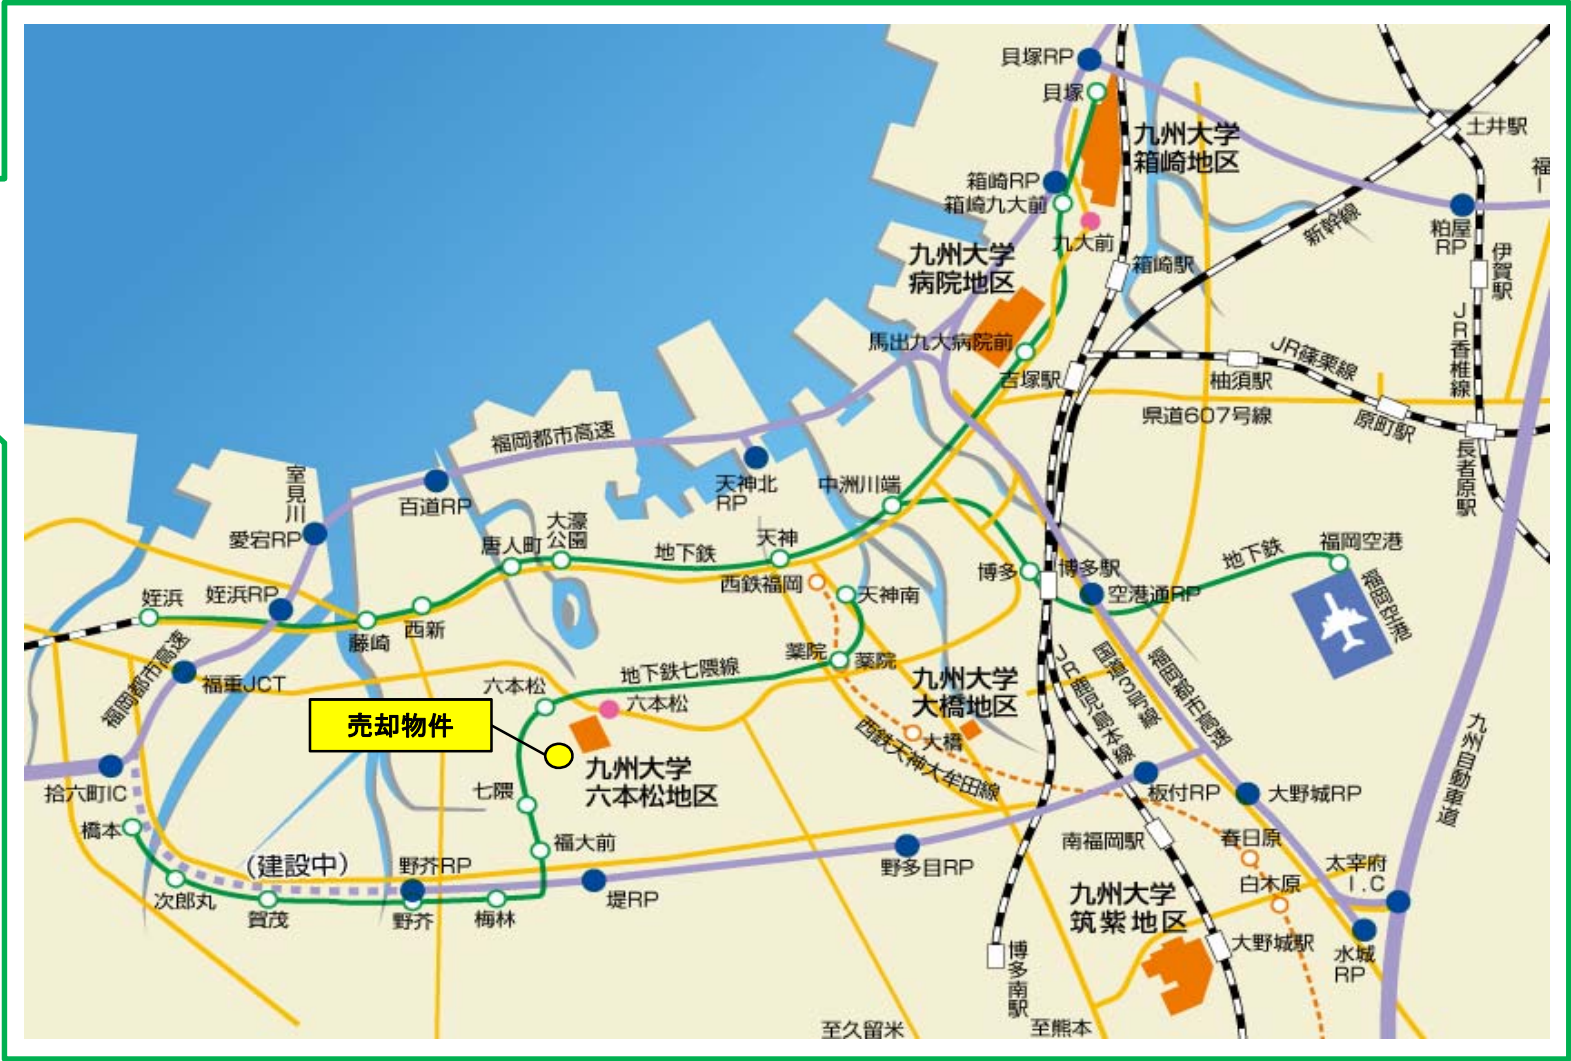 貝塚RP
貝塚
九州大学
箱崎地区
土井駅
福
I
箱崎RP
箱崎九大前
九大前
新幹線
粕屋
RP
伊賀駅
九州大学
病院地区
箱崎駅
馬出九大病院前
吉塚駅
JR篠栗線
柚須駅
JR香椎線
県道607号線
原町駅
長者原駅
福岡都市高速
室見川
百道RP
天神北
RP
中洲川端
愛宕RP
唐人町
大濠
公園
地下鉄
天神
博多
博多駅
地下鉄
福岡空港
福岡空港
西鉄福岡
天神南
空港通RP
姪浜
姪浜RP
藤崎
西新
福岡都市高速
福重JCT
六本松
地下鉄七隈線
薬院
薬院
六本松
九州大学
大橋地区
JR鹿児島本線
国道3号線
福岡都市高速
売却物件
大橋
西鉄天神大牟田線
九州自動車道
九州大学
六本松地区
拾六町IC
七隈
板付RP
大野城RP
橋本
福大前
南福岡駅
春日原
(建設中)
野芥RP
野多目RP
太宰府
I.C
白木原
次郎丸
賀茂
野芥
梅林
堤RP
九州大学
筑紫地区
大野城駅
水城
RP
博多南駅
至久留米
至熊本